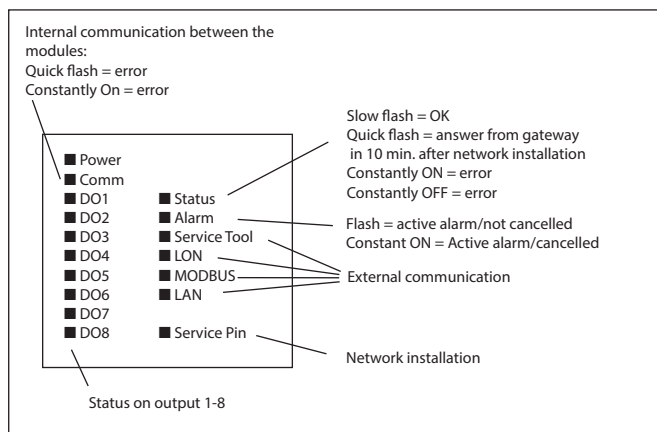 Internal communication between the
modules:
Quick flash = error
Constantly On = error
Slow flash = OK
Quick flash = answer from gateway
in 10 min. after network installation
Constantly ON = error
Constantly OFF = error
Flash = active alarm/not cancelled
Constant ON = Active alarm/cancelled
External communication
Network installation
Power
Comm
DO1
DO2
DO3
DO4
DO5
DO6
DO7
DO8
Status
Alarm
Service Tool
LON
MODBUS
LAN
Service Pin
Status on output 1-8